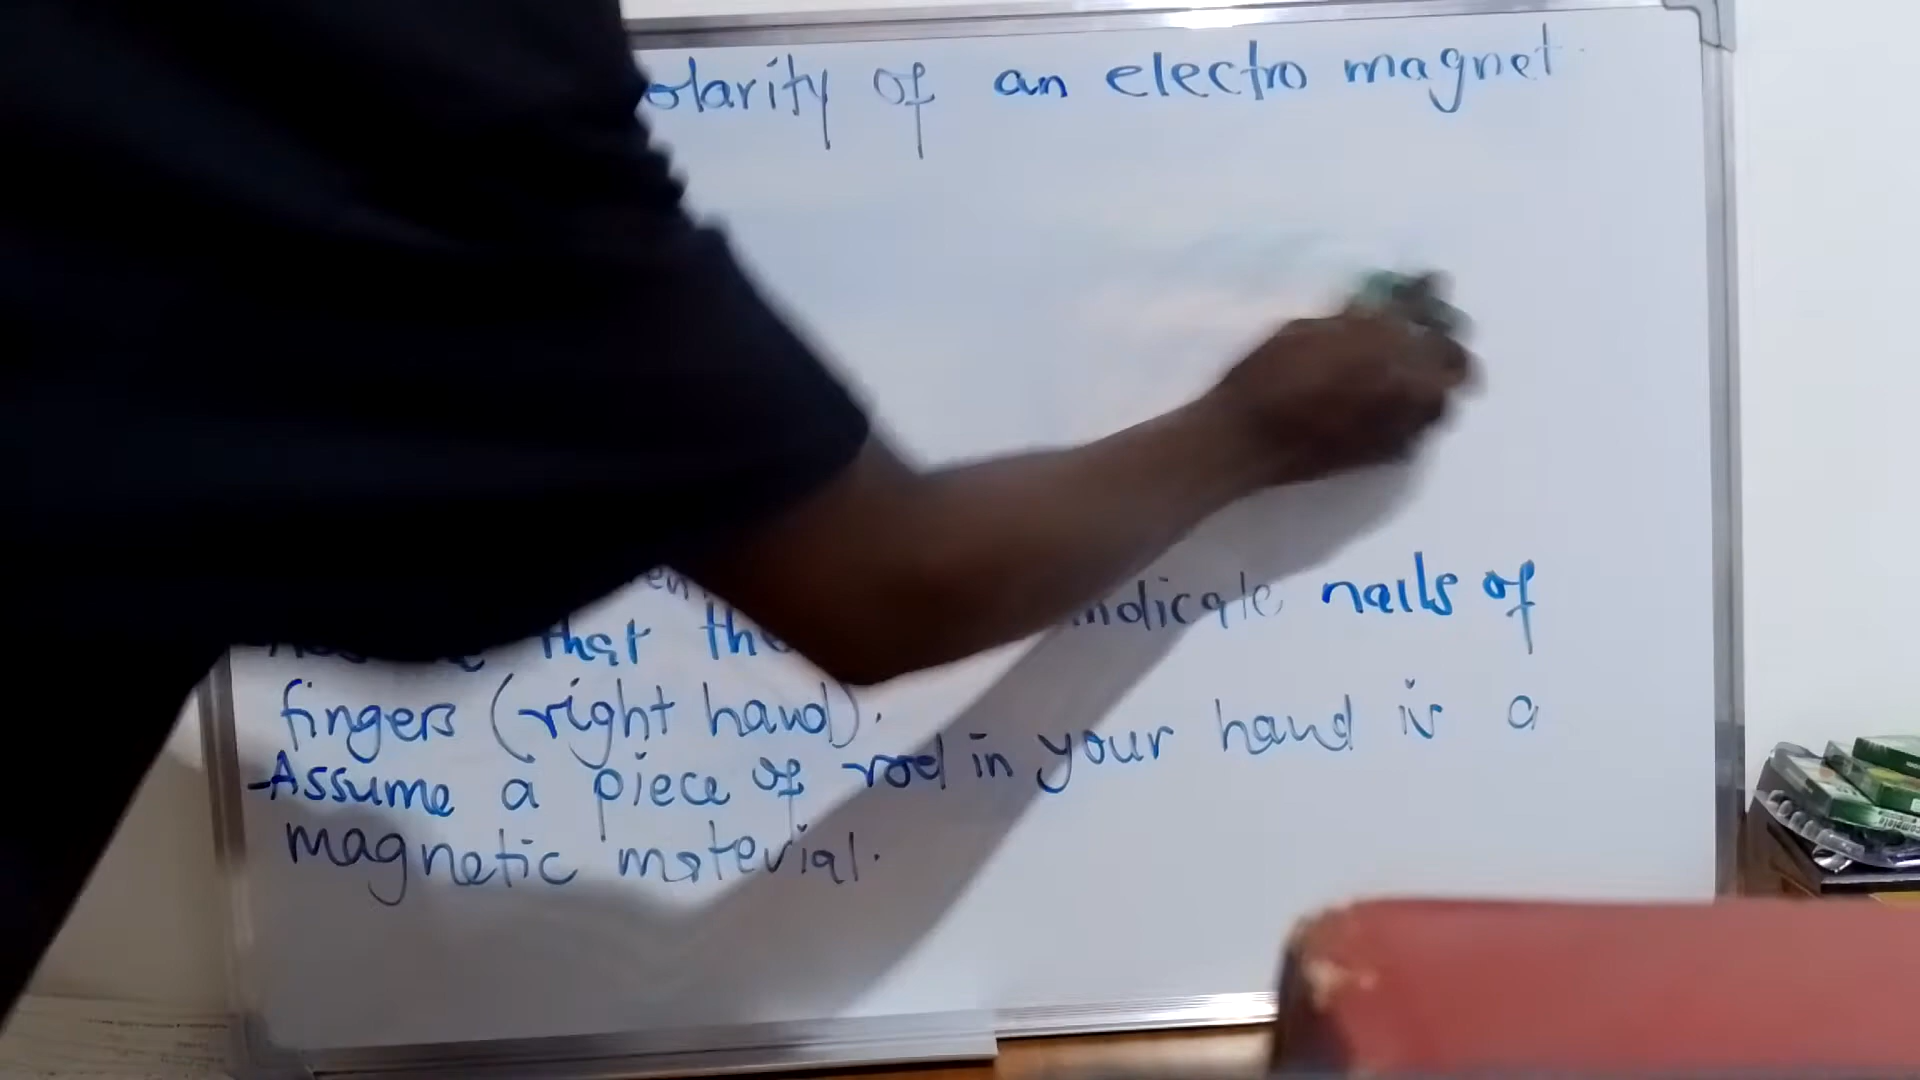 olarity of an electro magnet
indicate nails of
that the
fingers (right hand).
-Assume a piece of rod in your hand is a
magnetic material.